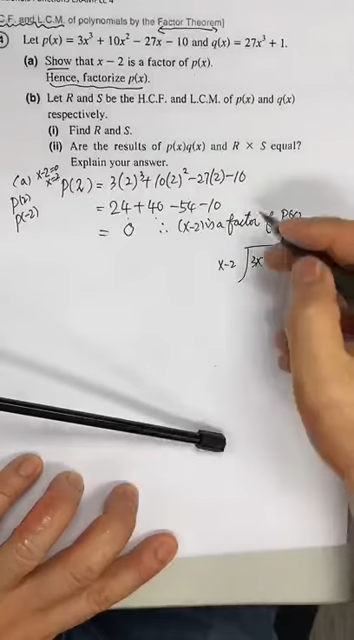 C.F. and L.C.M. of polynomials by the Factor Theorem]
Let p(x) = 3x³ + 10x² − 27x − 10 and q(x) = 27x³ + 1.
(a) Show that x − 2 is a factor of p(x).
Hence, factorize p(x).
(b) Let R and S be the H.C.F. and L.C.M. of p(x) and q(x)
respectively.
(i) Find R and S.
(ii) Are the results of p(x)q(x) and R × S equal?
Explain your answer.
(a) x-2=0
x=2
P(2) = 3(2)³+10(2)²-27(2)-10
p(2)
p(-2)
= 24+40-54-10
= 0 ∴ (x-2) is a factor of p(x)
x-2 3x